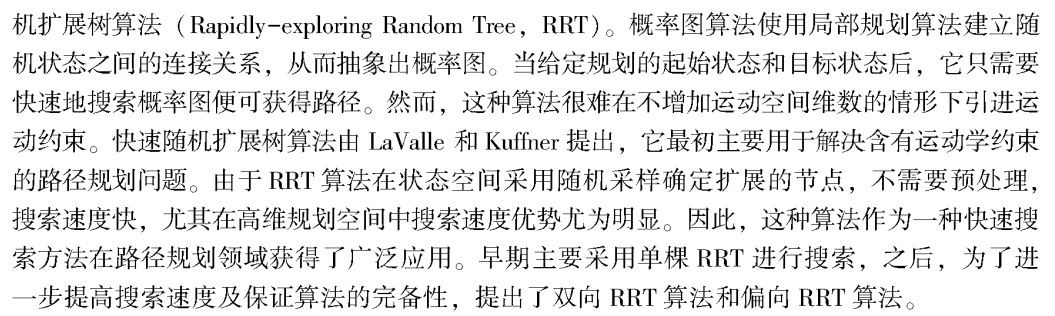 机扩展树算法（Rapidly-exploring Random Tree，RRT）。概率图算法使用局部规划算法建立随
机状态之间的连接关系，从而抽象出概率图。当给定规划的起始状态和目标状态后，它只需要
快速地搜索概率图便可获得路径。然而，这种算法很难在不增加运动空间维数的情形下引进运
动约束。快速随机扩展树算法由 LaValle 和 Kuffner 提出，它最初主要用于解决含有运动学约束
的路径规划问题。由于 RRT 算法在状态空间采用随机采样确定扩展的节点，不需要预处理，
搜索速度快，尤其在高维规划空间中搜索速度优势尤为明显。因此，这种算法作为一种快速搜
索方法在路径规划领域获得了广泛应用。早期主要采用单棵 RRT 进行搜索，之后，为了进
一步提高搜索速度及保证算法的完备性，提出了双向 RRT 算法和偏向 RRT 算法。